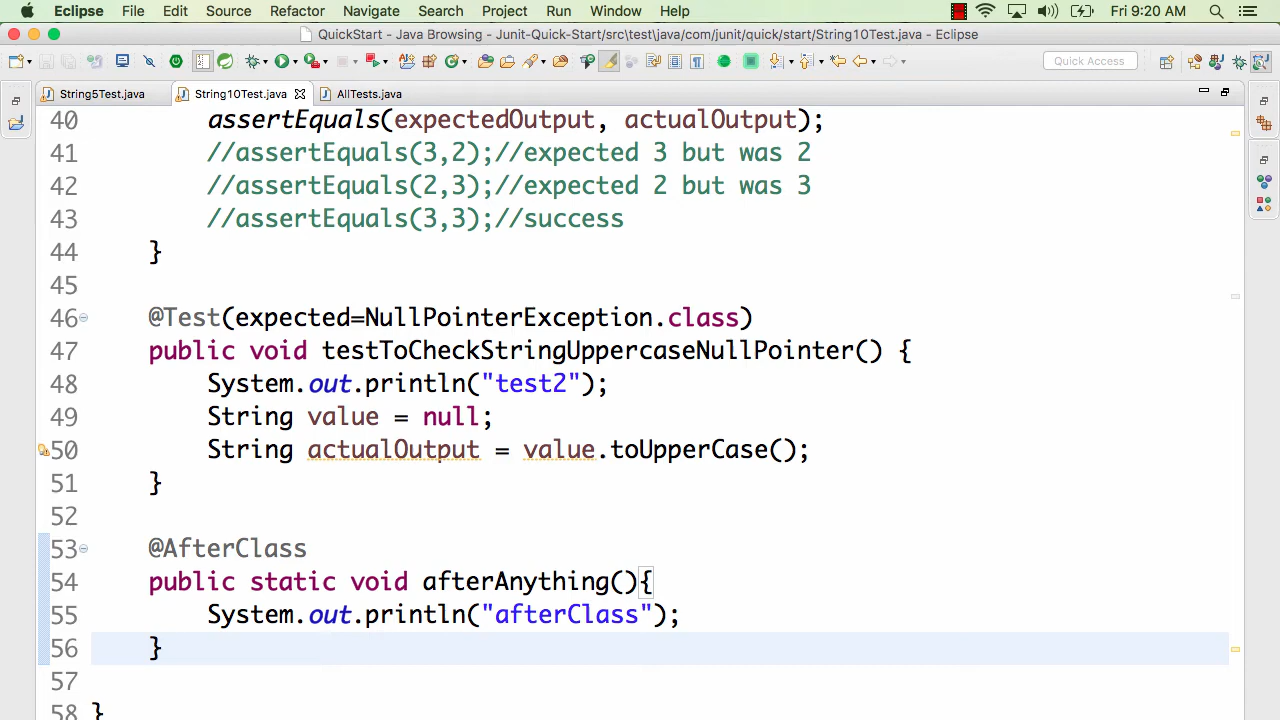 Eclipse File Edit Source Refactor Navigate Search Project Run Window Help Fri 9:20 AM
QuickStart - Java Browsing - Junit-Quick-Start/src\test\java/com/junit/quick/start/String10Test.java - Eclipse
Quick Access
String5Test.java String10Test.java AllTests.java
40 assertEquals(expectedOutput, actualOutput);
41 //assertEquals(3,2);//expected 3 but was 2
42 //assertEquals(2,3);//expected 2 but was 3
43 //assertEquals(3,3);//success
44 }
45
46 @Test(expected=NullPointerException.class)
47 public void testToCheckStringUppercaseNullPointer() {
48 System.out.println("test2");
49 String value = null;
50 String actualOutput = value.toUpperCase();
51 }
52
53 @AfterClass
54 public static void afterAnything(){
55 System.out.println("afterClass");
56 }
57
58 }